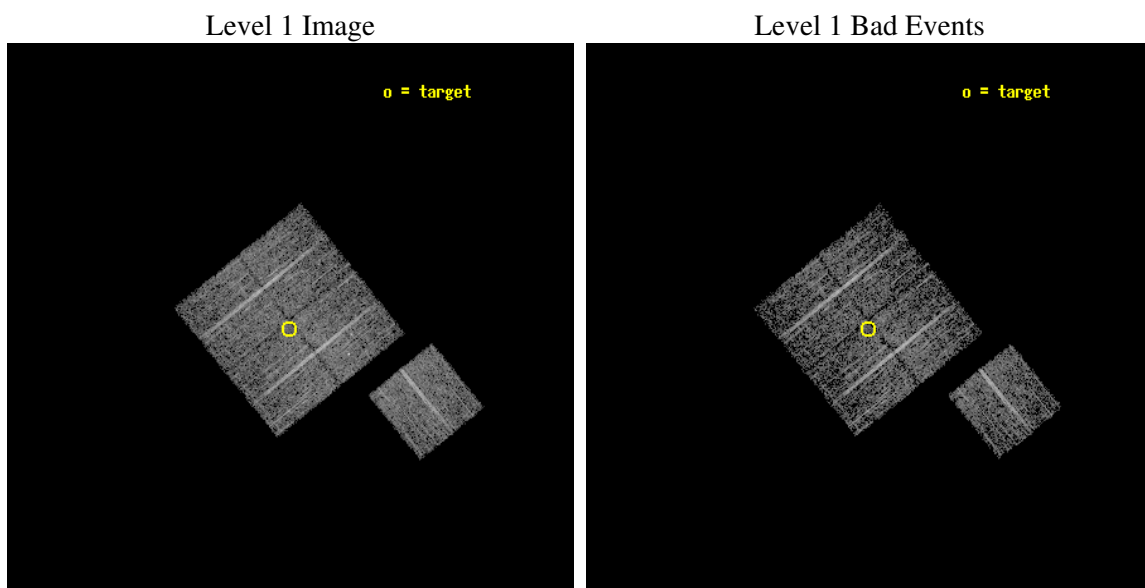 Level 1 Image
Level 1 Bad Events
o = target
o = target